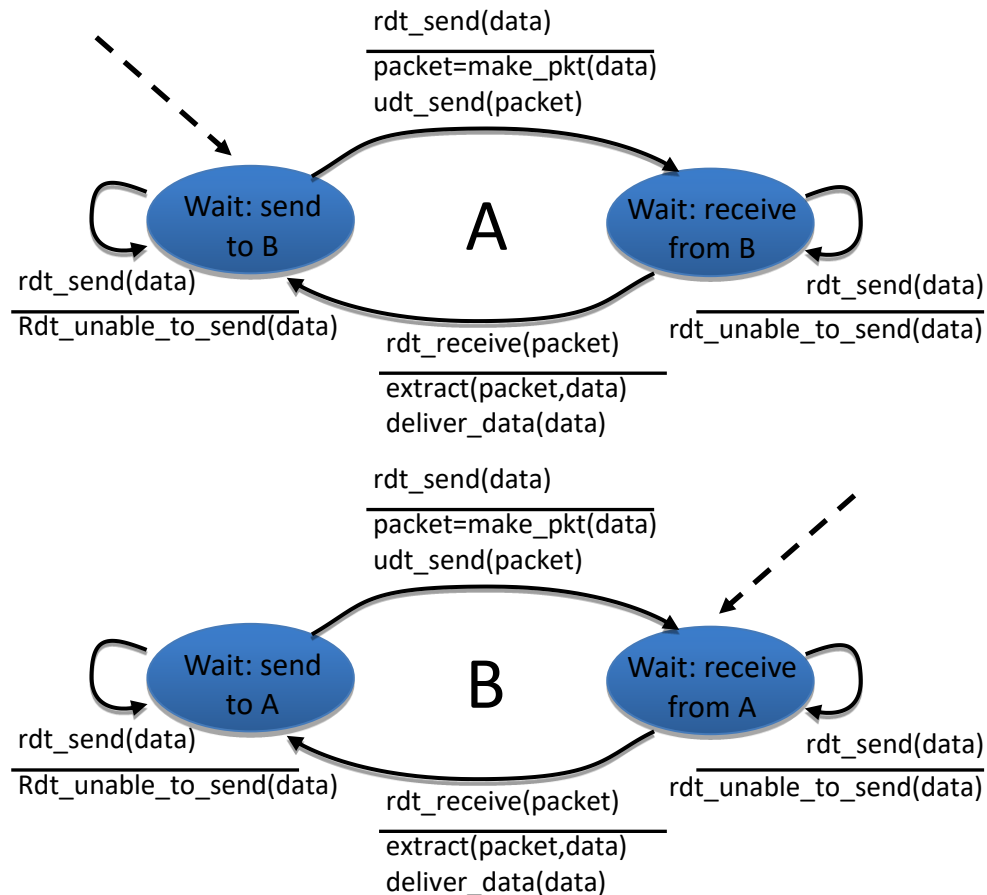 rdt_send(data)
packet=make_pkt(data)
udt_send(packet)
Wait: send
to B
A
Wait: receive
from B
rdt_send(data)
Rdt_unable_to_send(data)
rdt_send(data)
rdt_unable_to_send(data)
rdt_receive(packet)
extract(packet,data)
deliver_data(data)
rdt_send(data)
packet=make_pkt(data)
udt_send(packet)
Wait: send
to A
B
Wait: receive
from A
rdt_send(data)
Rdt_unable_to_send(data)
rdt_send(data)
rdt_unable_to_send(data)
rdt_receive(packet)
extract(packet,data)
deliver_data(data)